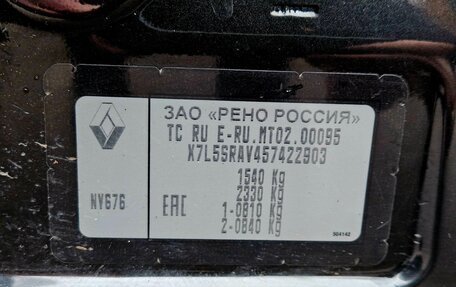 ЗАО «РЕНО РОССИЯ»
TC RU E-RU.MT02.00095
X7L5SRAV457422903
1540 Kg
2330 Kg
1-0810 Kg
2-0840 Kg
NV676
EAC
504142